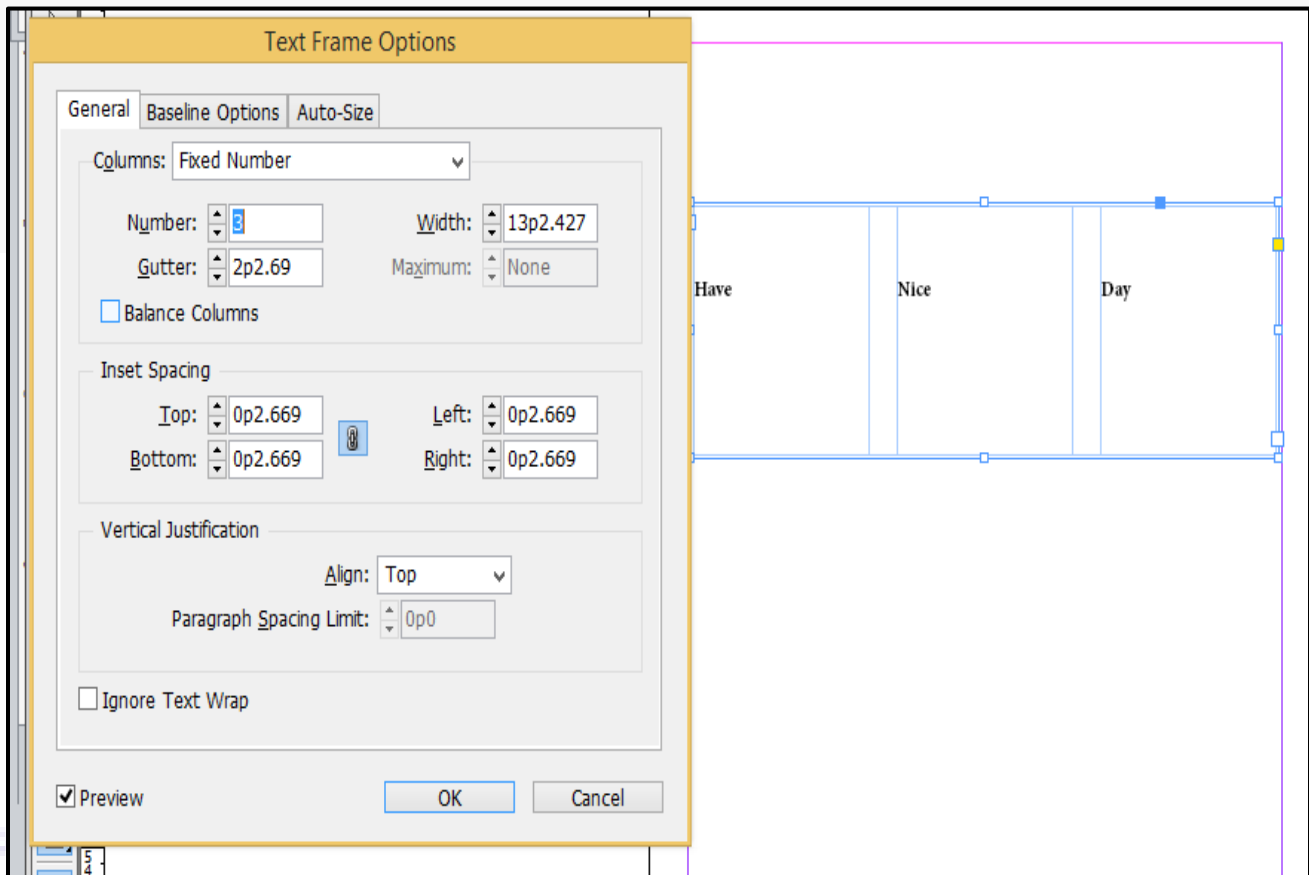 Text Frame Options
General Baseline Options Auto-Size
Columns: Fixed Number
Number: 3 Width: 13p2.427
Gutter: 2p2.69 Maximum: None
Balance Columns
Inset Spacing
Top: 0p2.669 Left: 0p2.669
Bottom: 0p2.669 Right: 0p2.669
Vertical Justification
Align: Top
Paragraph Spacing Limit: 0p0
Ignore Text Wrap
Preview OK Cancel
Have Nice Day
5
4